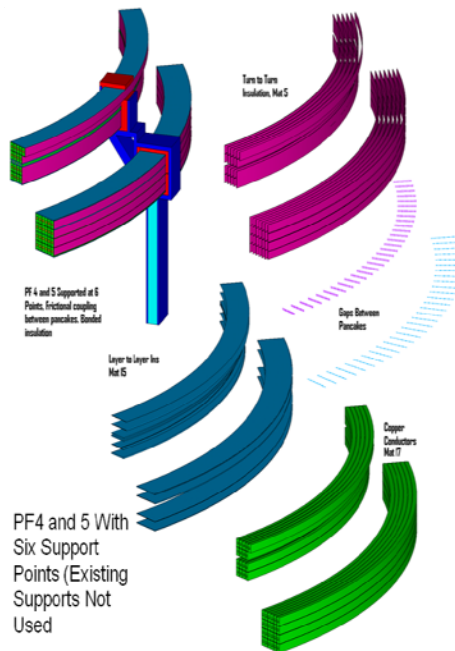 Turn to Turn
Insulation, Mat 5
PF 4 and 5 Supported at 6
Points, frictional coupling
between pancakes. Bonded
insulation
Gaps Between
Pancakes
Layer to Layer Ins
Mat 15
Copper
Conductors
Mat 17
PF4 and 5 With
Six Support
Points (Existing
Supports Not
Used